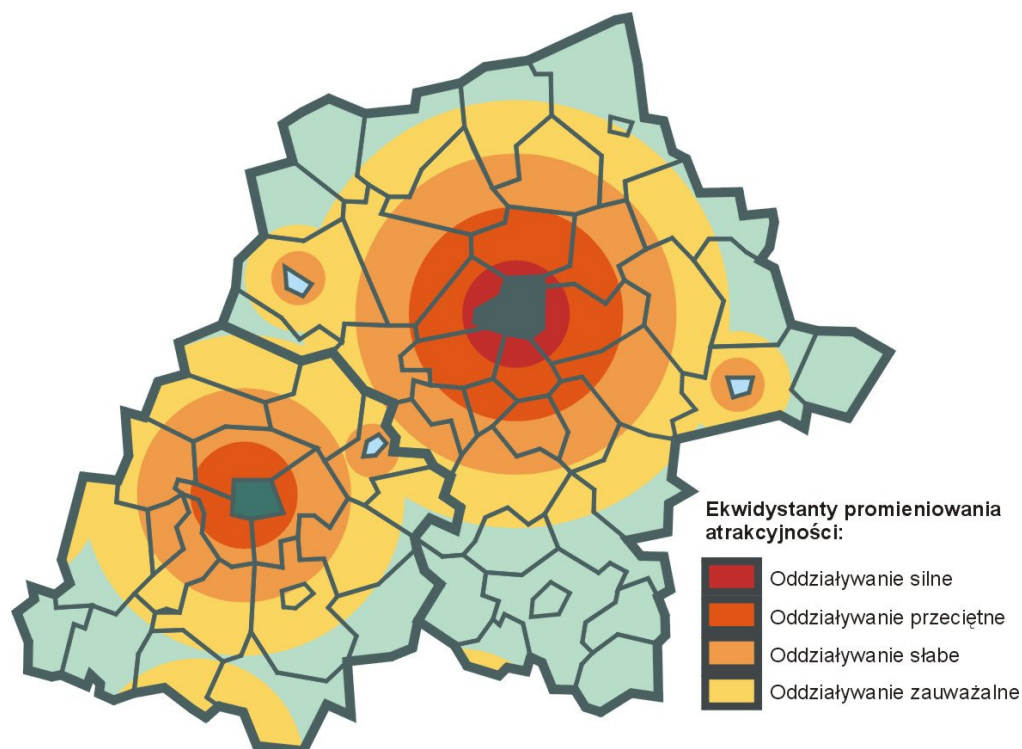 Ekwidystanty promieniowania
atrakcyjności:
Oddziaływanie silne
Oddziaływanie przeciętne
Oddziaływanie słabe
Oddziaływanie zauważalne